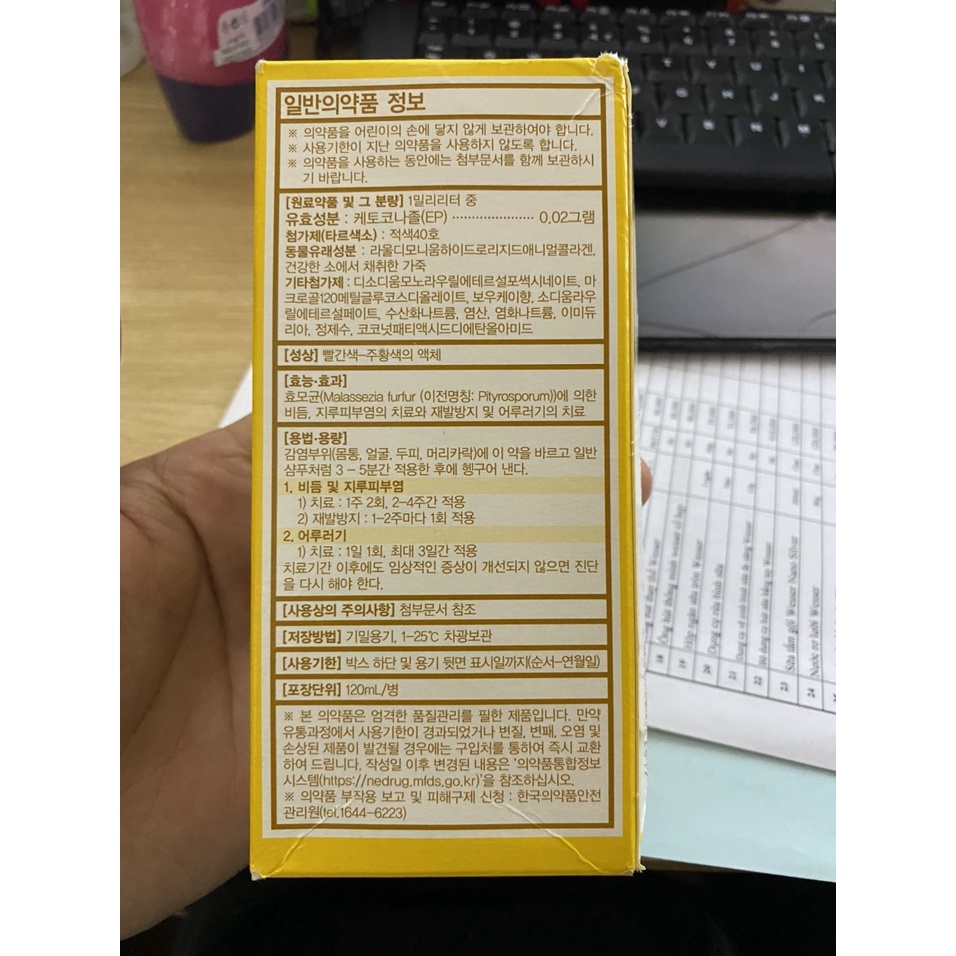 일반의약품 정보
※ 의약품을 어린이의 손에 닿지 않게 보관하여야 합니다.
※ 사용기한이 지난 의약품을 사용하지 않도록 합니다.
※ 의약품을 사용하는 동안에는 첨부문서를 함께 보관하시
기 바랍니다.
[원료약품 및 그 분량] 1밀리리터 중
유효성분 : 케토코나졸(EP) ····················· 0.02그램
첨가제(타르색소) : 적색40호
동물유래성분 : 라울디모니움하이드로리지드애니멀콜라겐,
건강한 소에서 채취한 가죽
기타첨가제 : 디소디움모노라우릴에테르설포썩시네이트, 마
크로골120메틸글루코스디올레이트, 보우케이향, 소디움라우
릴에테르설페이트, 수산화나트륨, 염산, 염화나트륨, 이미듀
리아, 정제수, 코코넛패티액시드디에탄올아미드
[성상] 빨간색-주황색의 액체
[효능·효과]
효모균(Malassezia furfur (이전명칭: Pityrosporum))에 의한
비듬, 지루피부염의 치료와 재발방지 및 어루러기의 치료
[용법·용량]
감염부위(몸통, 얼굴, 두피, 머리카락)에 이 약을 바르고 일반
샴푸처럼 3 - 5분간 적용한 후에 헹구어 낸다.
1. 비듬 및 지루피부염
1) 치료 : 1주 2회, 2-4주간 적용
2) 재발방지 : 1-2주마다 1회 적용
2. 어루러기
1) 치료 : 1일 1회, 최대 3일간 적용
치료기간 이후에도 임상적인 증상이 개선되지 않으면 진단
을 다시 해야 한다.
[사용상의 주의사항] 첨부문서 참조
[저장방법] 기밀용기, 1-25℃ 차광보관
[사용기한] 박스 하단 및 용기 뒷면 표시일까지(순서-연월일)
[포장단위] 120mL/병
※ 본 의약품은 엄격한 품질관리를 필한 제품입니다. 만약
유통과정에서 사용기한이 경과되었거나 변질, 변패, 오염 및
손상된 제품이 발견될 경우에는 구입처를 통하여 즉시 교환
하여 드립니다. 작성일 이후 변경된 내용은 '의약품통합정보
시스템(https://nedrug.mfds.go.kr)'을 참조하십시오.
※ 의약품 부작용 보고 및 피해구제 신청 : 한국의약품안전
관리원(tel.1644-6223)
18
19
20
21
22
23
24